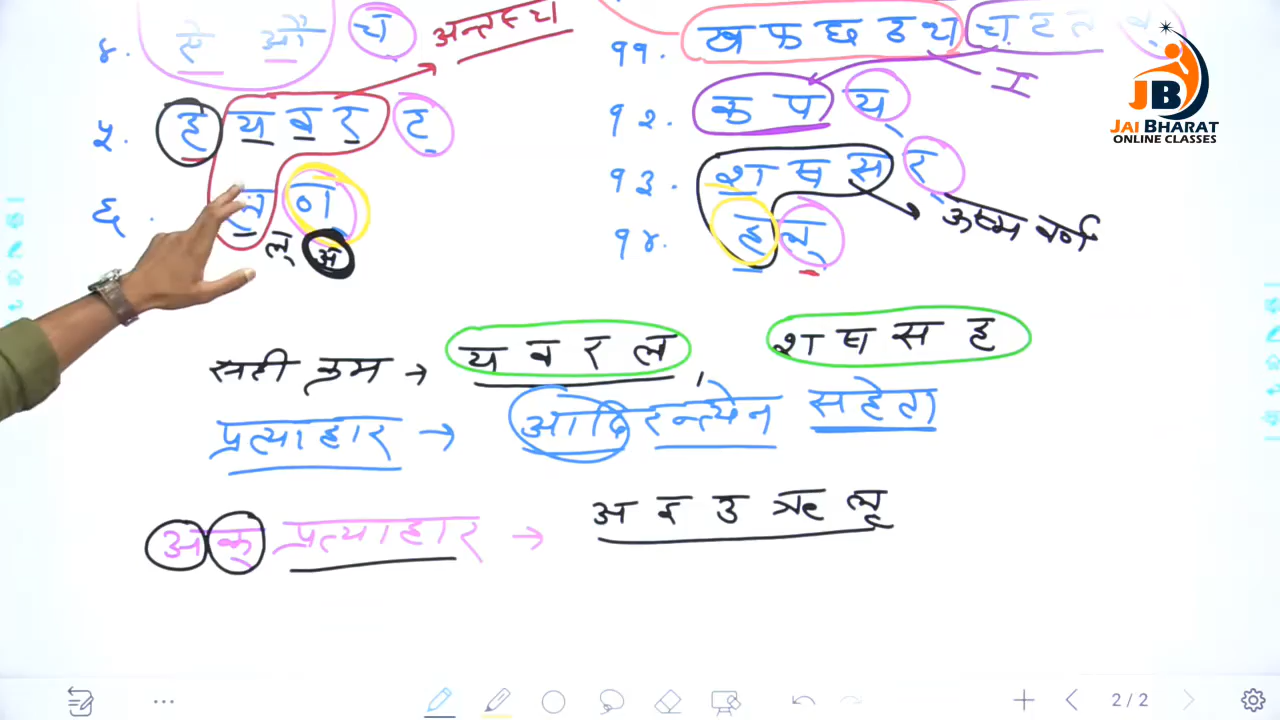 ४. ऐ औ च
अन्तस्थ
५. ह य व र ट
६. ल ण
ल् अ
११. ख फ छ ठ थ च ट त व
I
१२. क प य्
१३. श ष स र्
ऊष्म वर्ण
१४. ह ल्
JB
JAI BHARAT
ONLINE CLASSES
सही क्रम → य व र ल , श ष स ह
प्रत्याहार → आदिरन्त्येन सहेता
अक् प्रत्याहार → अ इ उ ऋ लृ
2/2